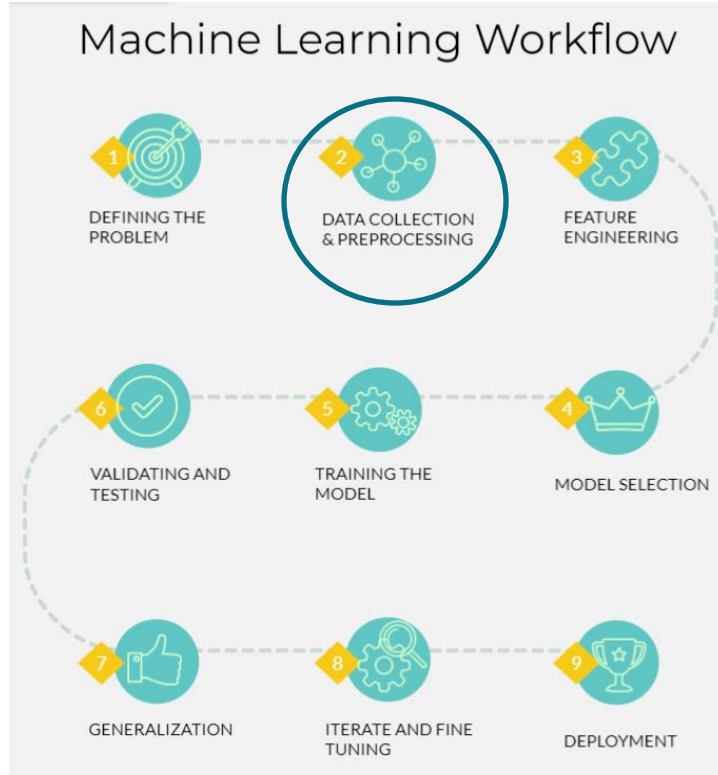 Machine Learning Workflow
1
DEFINING THE
PROBLEM
2
DATA COLLECTION
& PREPROCESSING
3
FEATURE
ENGINEERING
4
MODEL SELECTION
5
TRAINING THE
MODEL
6
VALIDATING AND
TESTING
7
GENERALIZATION
8
ITERATE AND FINE
TUNING
9
DEPLOYMENT